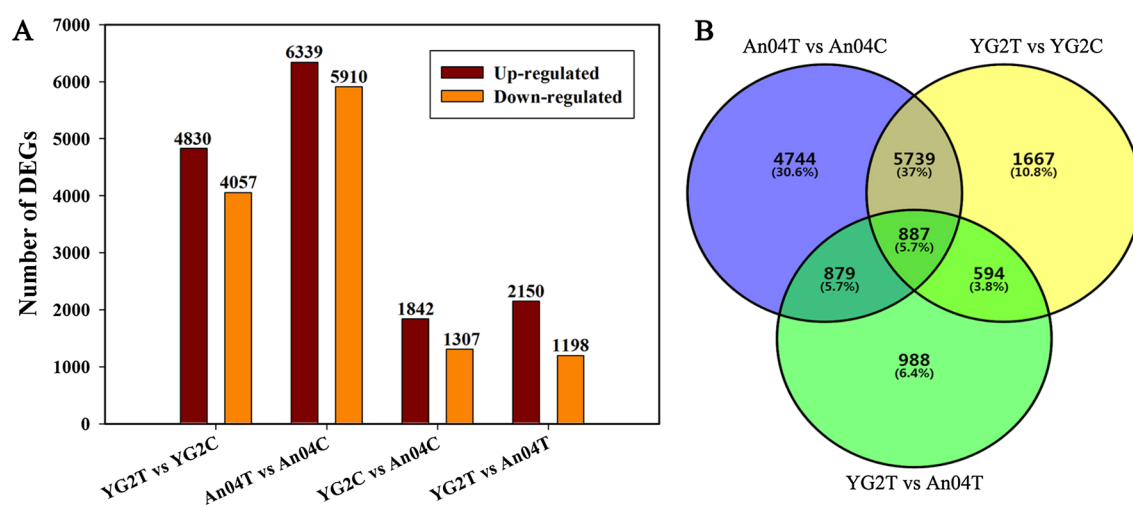 A
Number of DEGs
7000
6000
5000
4000
3000
2000
1000
0
Up-regulated
Down-regulated
4830
4057
6339
5910
1842
1307
2150
1198
YG2T vs YG2C
An04T vs An04C
YG2C vs An04C
YG2T vs An04T
B
An04T vs An04C
YG2T vs YG2C
4744
(30.6%)
5739
(37%)
1667
(10.8%)
887
(5.7%)
879
(5.7%)
594
(3.8%)
988
(6.4%)
YG2T vs An04T